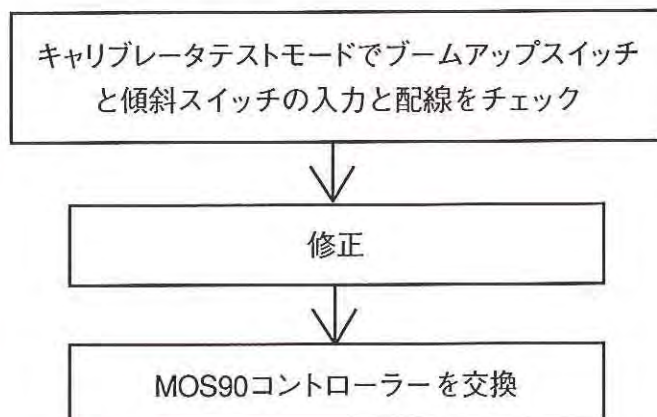 キャリブレータテストモードでブームアップスイッチ
と傾斜スイッチの入力と配線をチェック
修正
MOS90コントローラーを交換